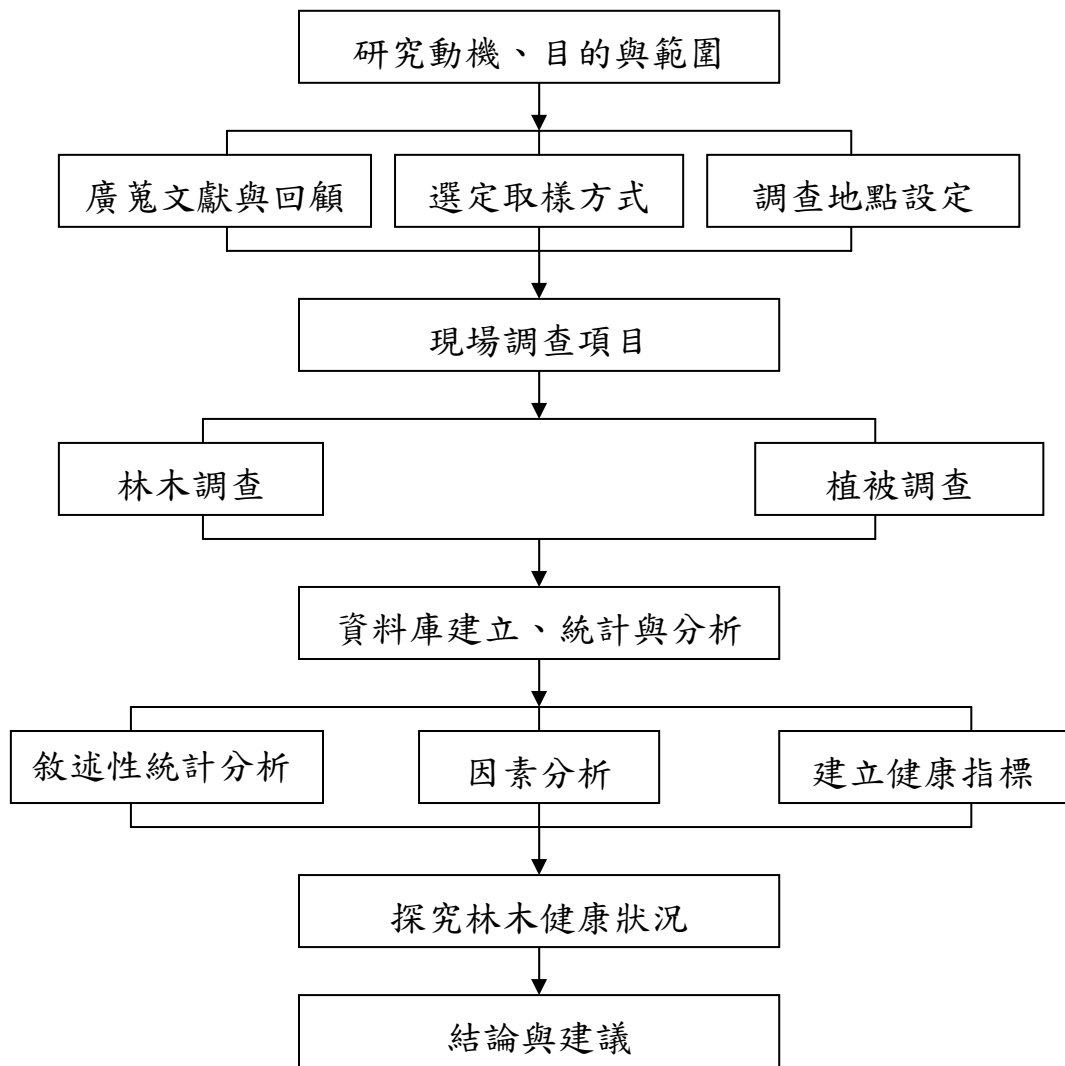 研究動機、目的與範圍
廣蒐文獻與回顧
選定取樣方式
調查地點設定
現場調查項目
林木調查
植被調查
資料庫建立、統計與分析
敘述性統計分析
因素分析
建立健康指標
探究林木健康狀況
結論與建議